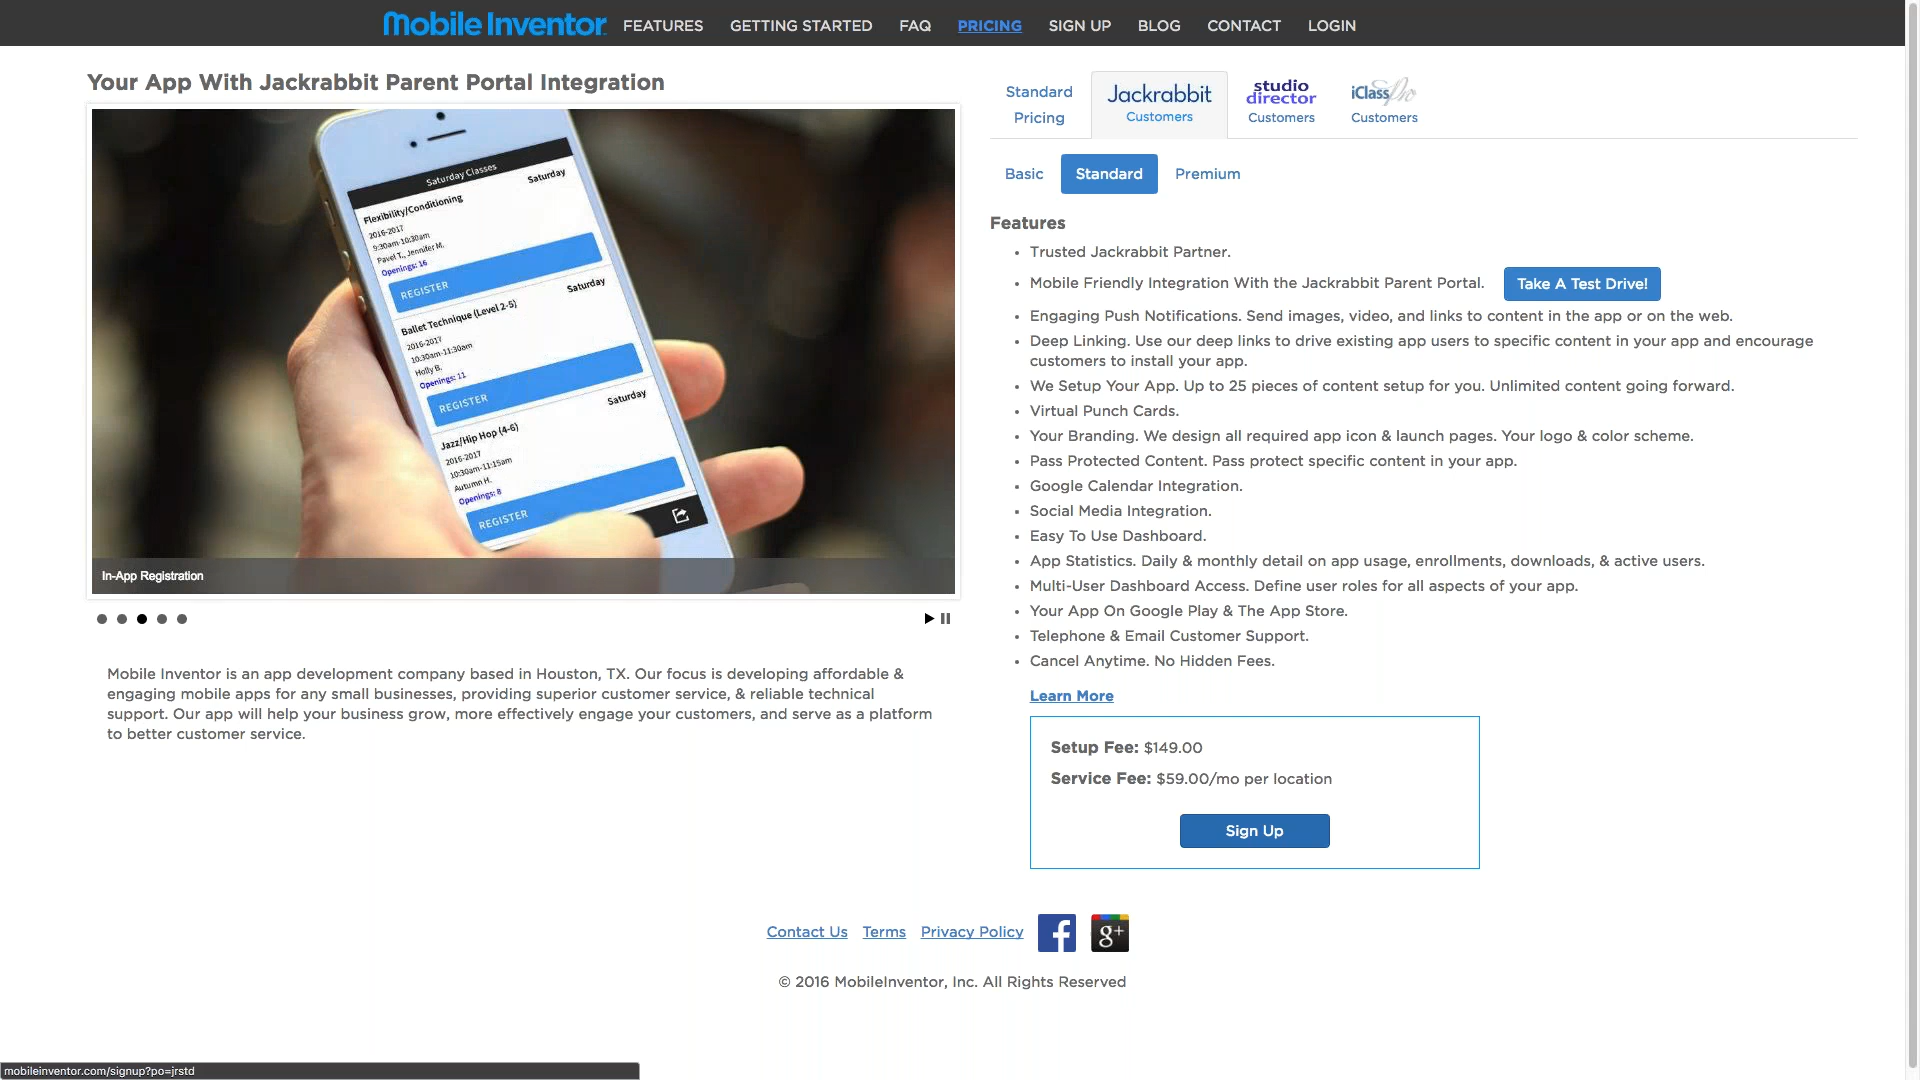 Mobile Inventor FEATURES GETTING STARTED FAQ PRICING SIGN UP BLOG CONTACT LOGIN
Your App With Jackrabbit Parent Portal Integration
Saturday Classes
Saturday
Flexibility/Conditioning
2016-2017
9:30am-10:30am
Pavel T., Jennifer M.
Openings: 16
REGISTER
Saturday
Ballet Technique (Level 2-5)
2016-2017
10:30am-11:30am
Holly B.
Openings: 11
REGISTER
Saturday
Jazz/Hip Hop (4-6)
2016-2017
10:30am-11:15am
Autumn H.
Openings: 8
REGISTER
In-App Registration
Mobile Inventor is an app development company based in Houston, TX. Our focus is developing affordable &
engaging mobile apps for any small businesses, providing superior customer service, & reliable technical
support. Our app will help your business grow, more effectively engage your customers, and serve as a platform
to better customer service.
Standard
Pricing
Jackrabbit
Customers
studio
director
Customers
iClassPro
Customers
Basic Standard Premium
Features
• Trusted Jackrabbit Partner.
• Mobile Friendly Integration With the Jackrabbit Parent Portal. Take A Test Drive!
• Engaging Push Notifications. Send images, video, and links to content in the app or on the web.
• Deep Linking. Use our deep links to drive existing app users to specific content in your app and encourage
customers to install your app.
• We Setup Your App. Up to 25 pieces of content setup for you. Unlimited content going forward.
• Virtual Punch Cards.
• Your Branding. We design all required app icon & launch pages. Your logo & color scheme.
• Pass Protected Content. Pass protect specific content in your app.
• Google Calendar Integration.
• Social Media Integration.
• Easy To Use Dashboard.
• App Statistics. Daily & monthly detail on app usage, enrollments, downloads, & active users.
• Multi-User Dashboard Access. Define user roles for all aspects of your app.
• Your App On Google Play & The App Store.
• Telephone & Email Customer Support.
• Cancel Anytime. No Hidden Fees.
Learn More
Setup Fee: $149.00
Service Fee: $59.00/mo per location
Sign Up
Contact Us Terms Privacy Policy f g+
© 2016 MobileInventor, Inc. All Rights Reserved
mobileinventor.com/signup?po=jrstd